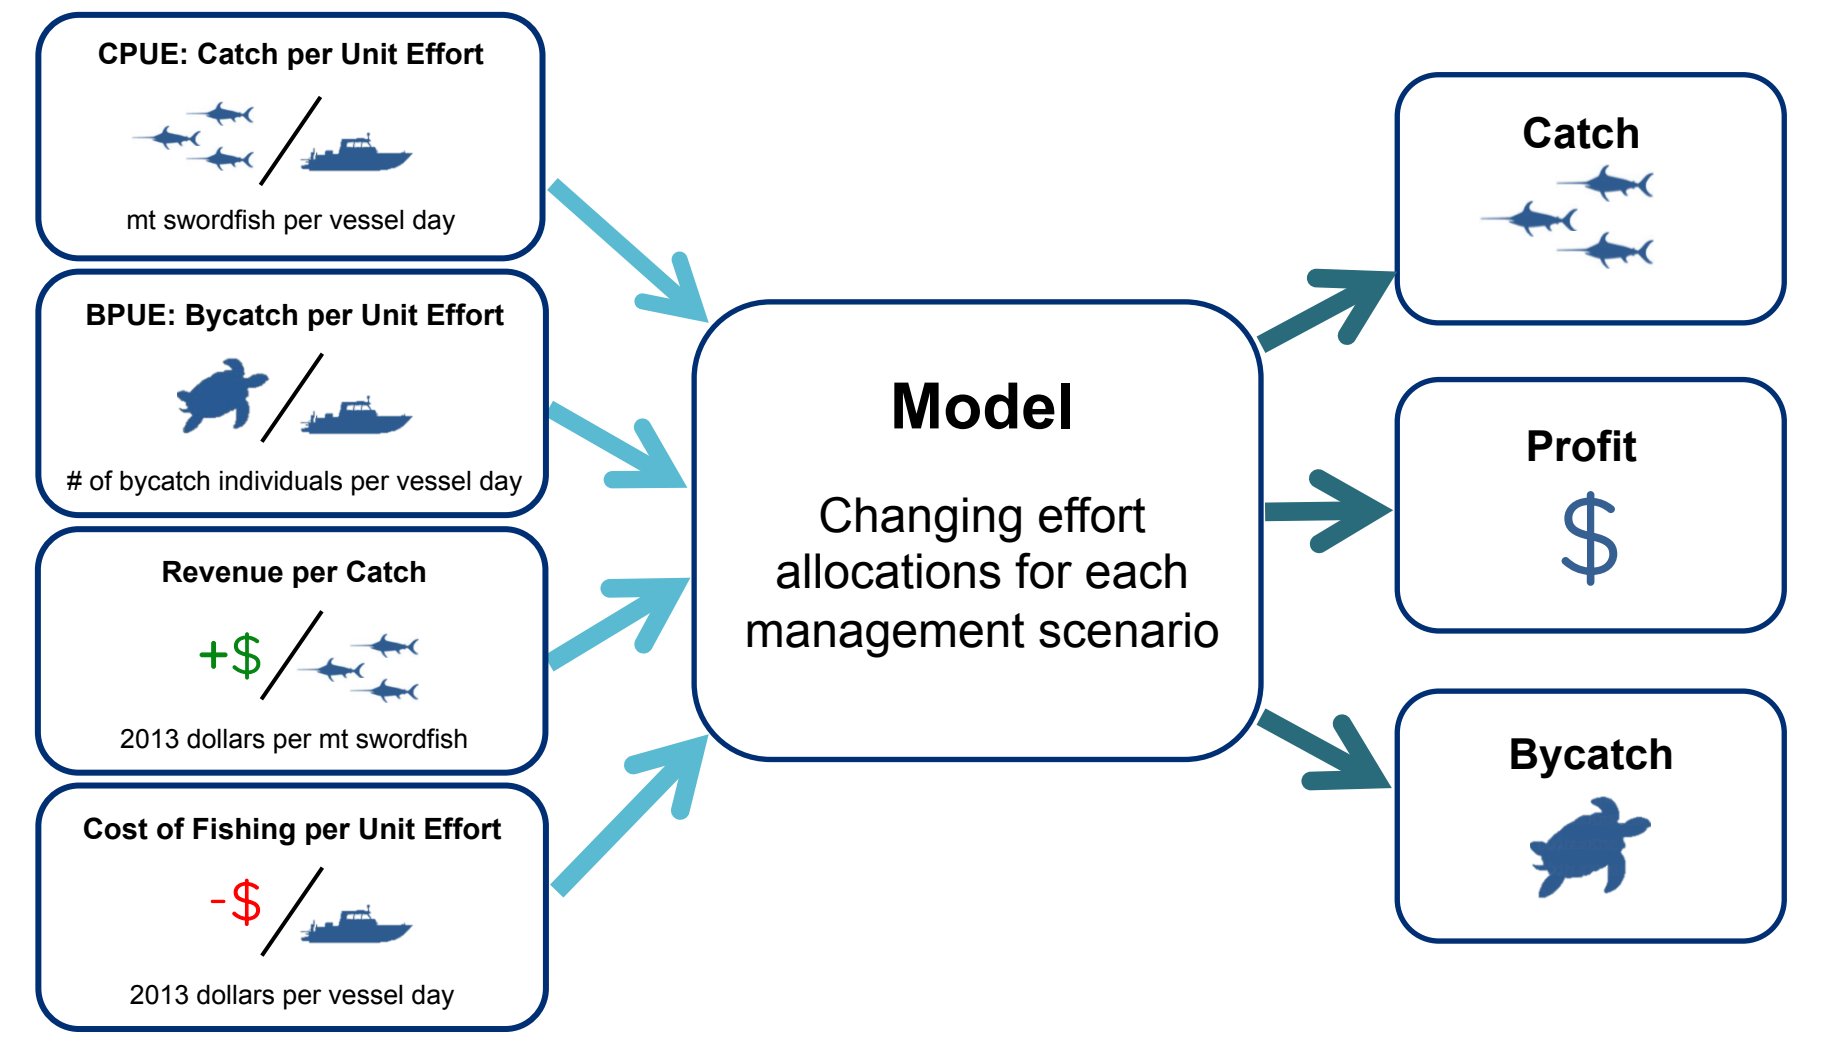 CPUE: Catch per Unit Effort
mt swordfish per vessel day
BPUE: Bycatch per Unit Effort
# of bycatch individuals per vessel day
Revenue per Catch
+$
2013 dollars per mt swordfish
Cost of Fishing per Unit Effort
-$
2013 dollars per vessel day
Model
Changing effort
allocations for each
management scenario
Catch
Profit
$
Bycatch